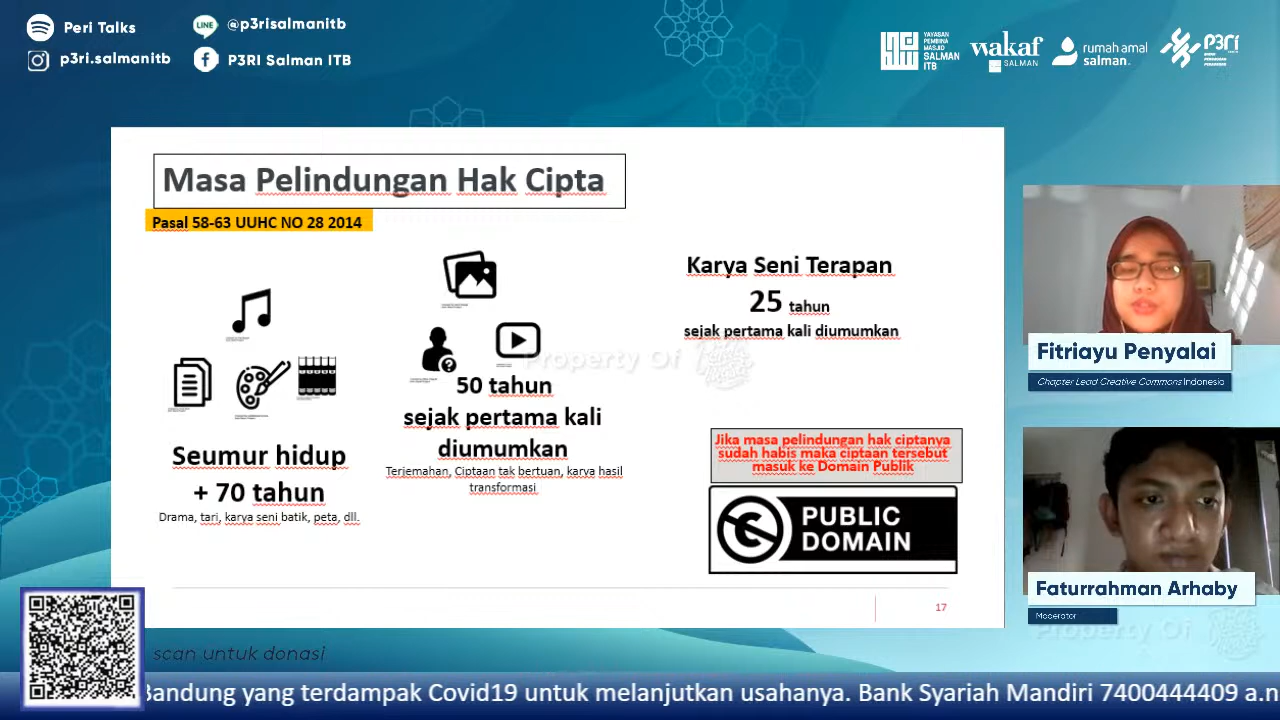 Peri Talks
@p3risalmanitb
p3ri.salmanitb
P3RI Salman ITB
LINE
YAYASAN
PEMBINA
MASJID
SALMAN
ITB
wakaf
SALMAN
rumah amal
salman.
P3RI
Masa Pelindungan Hak Cipta
Pasal 58-63 UUHC NO 28 2014
Seumur hidup
+ 70 tahun
Drama, tari, karya seni batik, peta, dll.
50 tahun
sejak pertama kali
diumumkan
Terjemahan, Ciptaan tak bertuan, karya hasil
transformasi
Karya Seni Terapan
25 tahun
sejak pertama kali diumumkan
Property Of
Jika masa pelindungan hak ciptanya
sudah habis maka ciptaan tersebut
masuk ke Domain Publik
PUBLIC
DOMAIN
17
Fitriayu Penyalai
Chapter Lead Creative Commons Indonesia
Faturrahman Arhaby
Moderator
Property Of
scan untuk donasi
Bandung yang terdampak Covid19 untuk melanjutkan usahanya. Bank Syariah Mandiri 7400444409 a.n